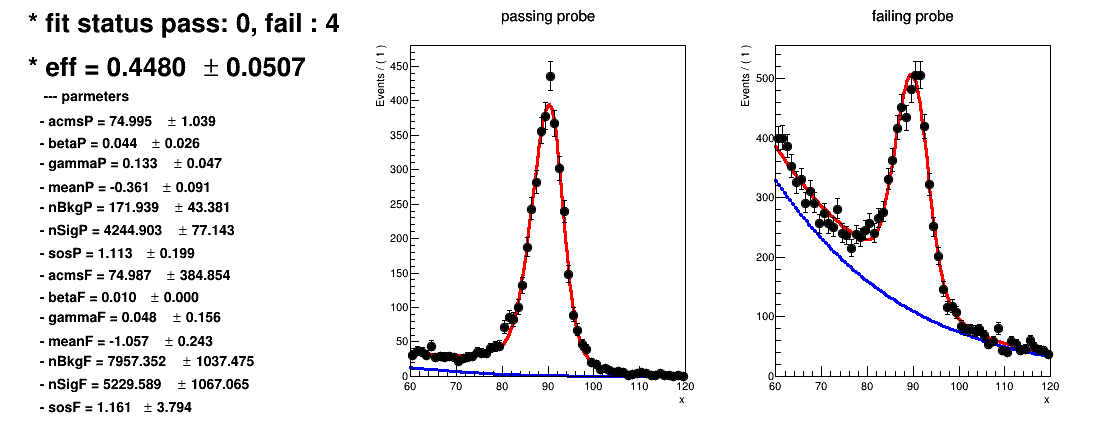 * fit status pass: 0, fail : 4
* eff = 0.4480 ± 0.0507
--- parmeters
- acmsP = 74.995 ± 1.039
- betaP = 0.044 ± 0.026
- gammaP = 0.133 ± 0.047
- meanP = -0.361 ± 0.091
- nBkgP = 171.939 ± 43.381
- nSigP = 4244.903 ± 77.143
- sosP = 1.113 ± 0.199
- acmsF = 74.987 ± 384.854
- betaF = 0.010 ± 0.000
- gammaF = 0.048 ± 0.156
- meanF = -1.057 ± 0.243
- nBkgF = 7957.352 ± 1037.475
- nSigF = 5229.589 ± 1067.065
- sosF = 1.161 ± 3.794
passing probe
Events / ( 1 )
450
400
350
300
250
200
150
100
50
0
60 70 80 90 100 110 120
x
failing probe
Events / ( 1 )
500
400
300
200
100
0
60 70 80 90 100 110 120
x